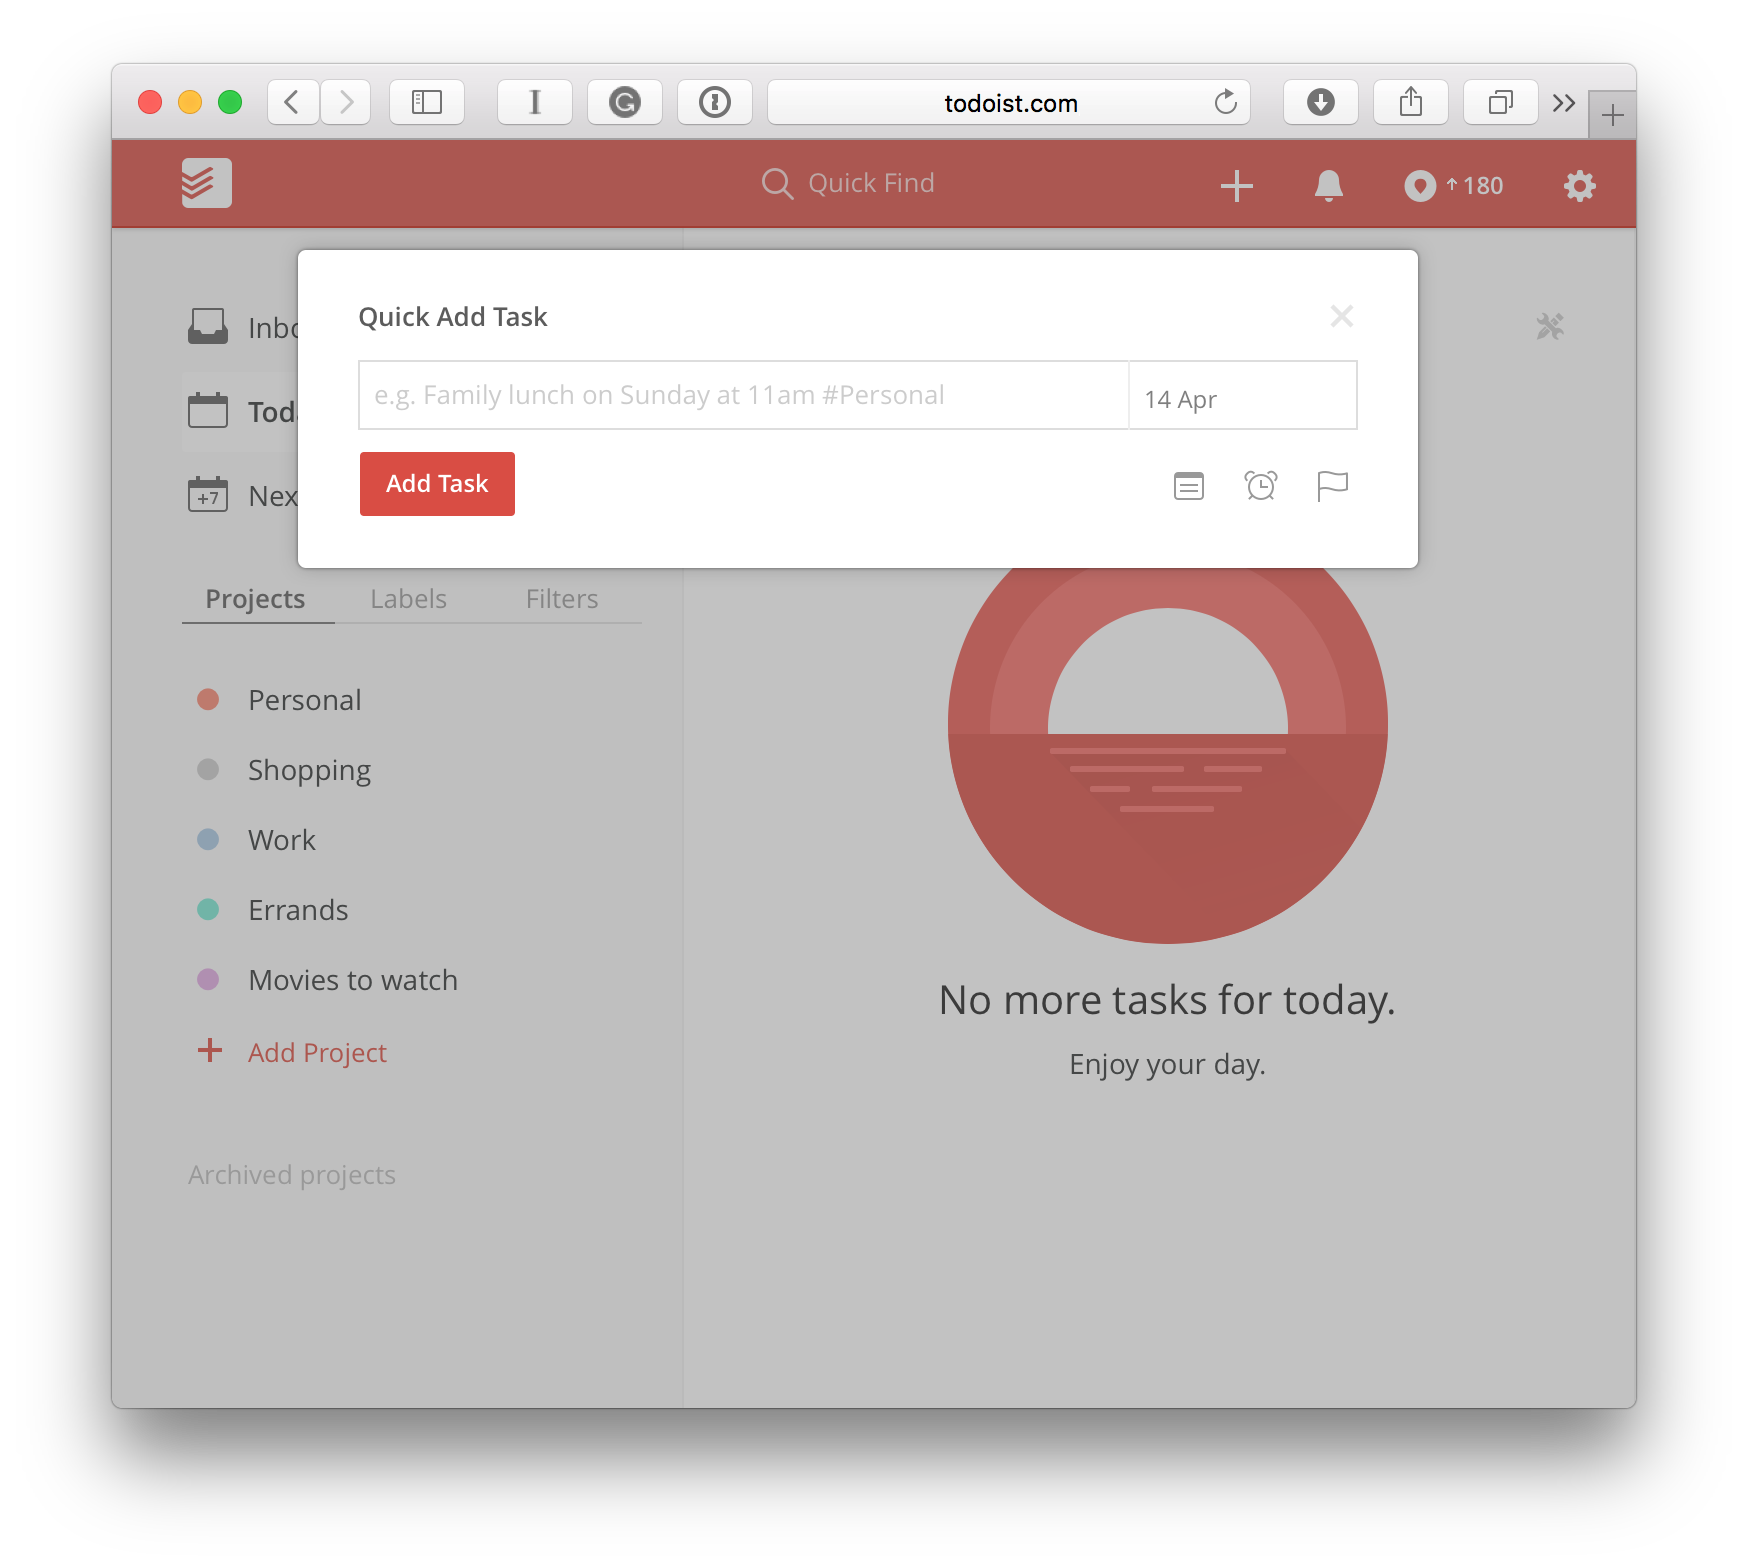 todoist.com
Quick Find
180
Quick Add Task
e.g. Family lunch on Sunday at 11am #Personal
14 Apr
Add Task
Inbo
Toda
+7
Nex
Projects
Labels
Filters
Personal
Shopping
Work
Errands
Movies to watch
Add Project
Archived projects
No more tasks for today.
Enjoy your day.